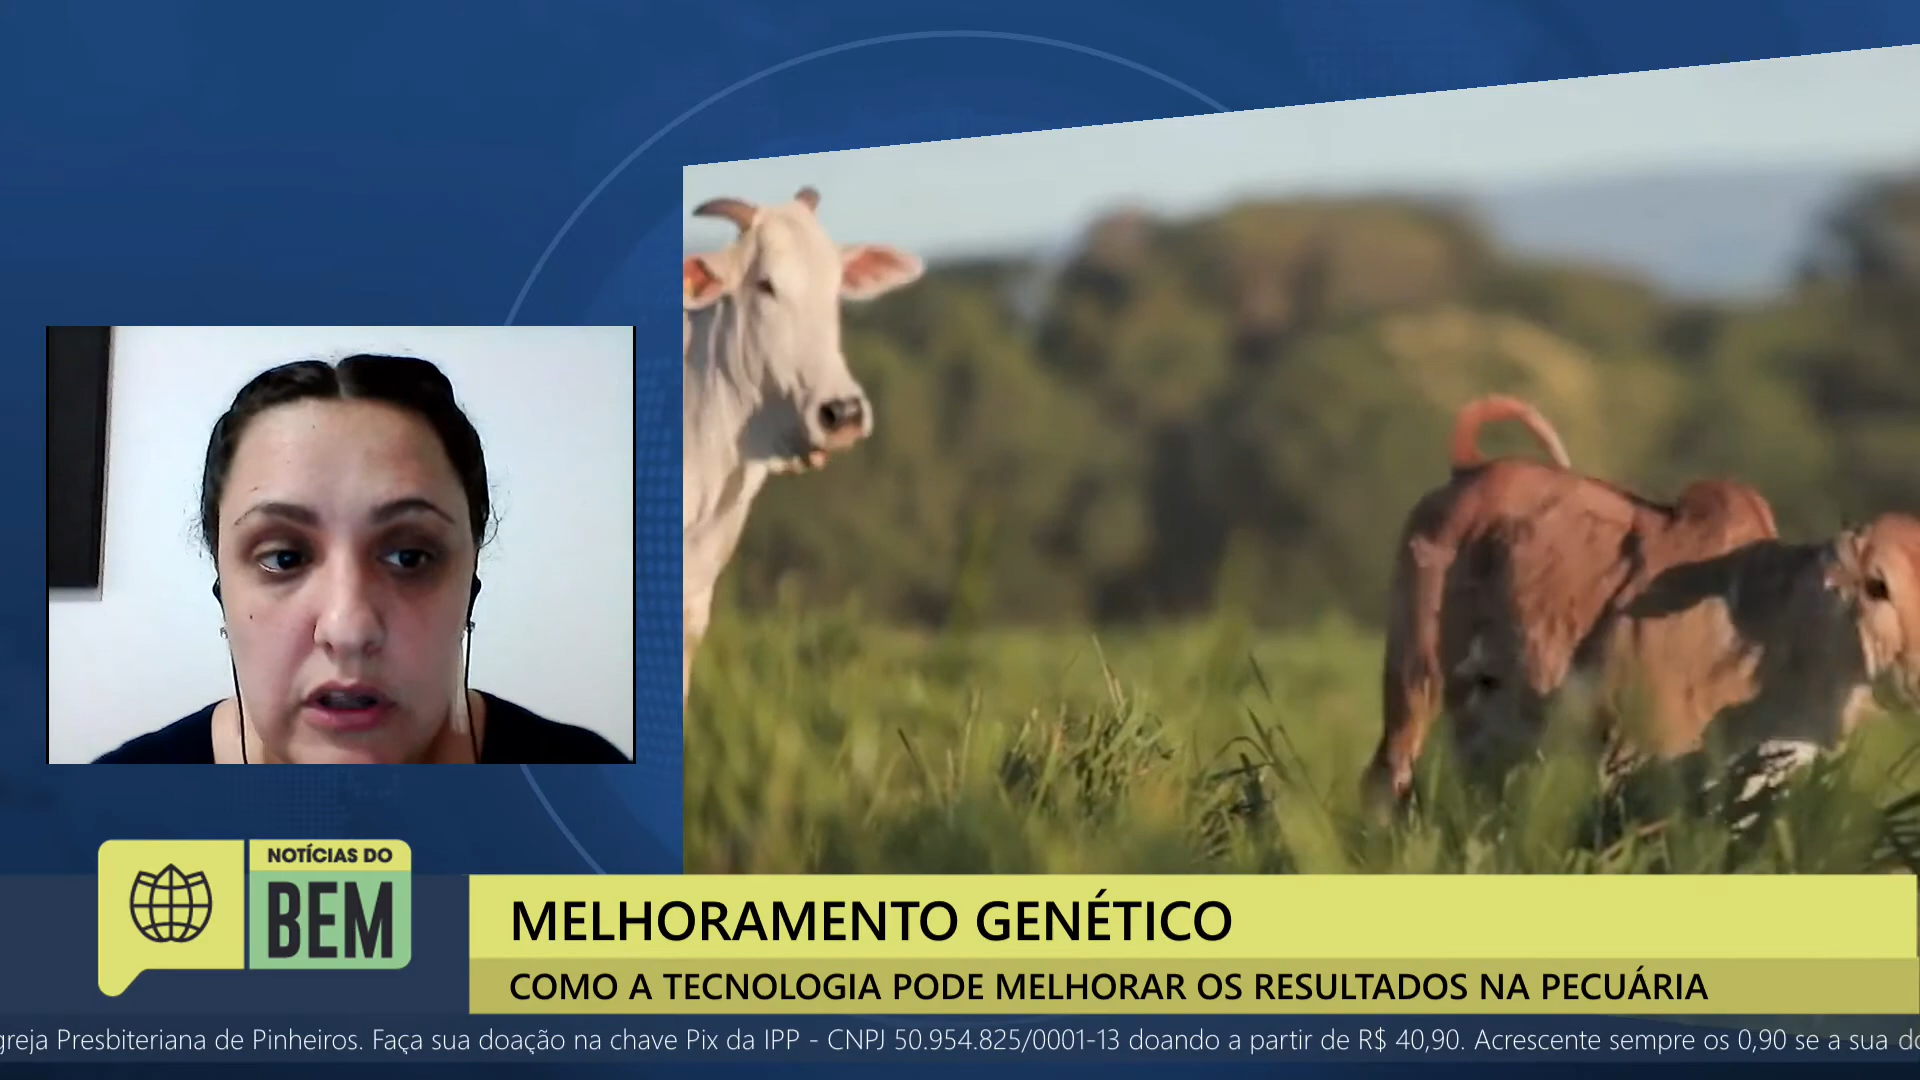 NOTÍCIAS DO
BEM
MELHORAMENTO GENÉTICO
COMO A TECNOLOGIA PODE MELHORAR OS RESULTADOS NA PECUÁRIA
Presbiteriana de Pinheiros. Faça sua doação na chave Pix da IPP - CNPJ 50.954.825/0001-13 doando a partir de R$ 40,90. Acrescente sempre os 0,90 se a sua